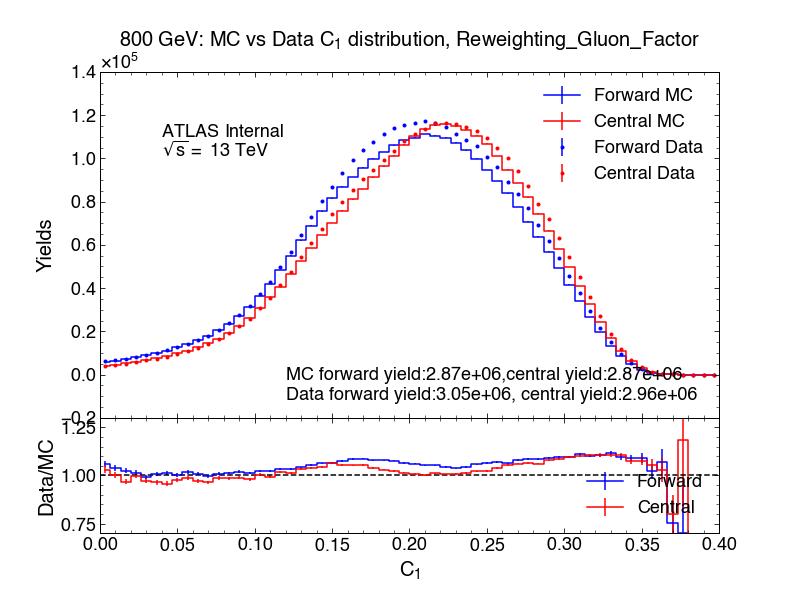 800 GeV: MC vs Data C₁ distribution, Reweighting_Gluon_Factor
×10⁵
1.4
1.2
1.0
0.8
0.6
0.4
0.2
0.0
−0.2
Yields
ATLAS Internal
√s = 13 TeV
Forward MC
Central MC
Forward Data
Central Data
MC forward yield:2.87e+06,central yield:2.87e+06
Data forward yield:3.05e+06, central yield:2.96e+06
1.25
1.00
0.75
Data/MC
Forward
Central
0.00 0.05 0.10 0.15 0.20 0.25 0.30 0.35 0.40
C₁